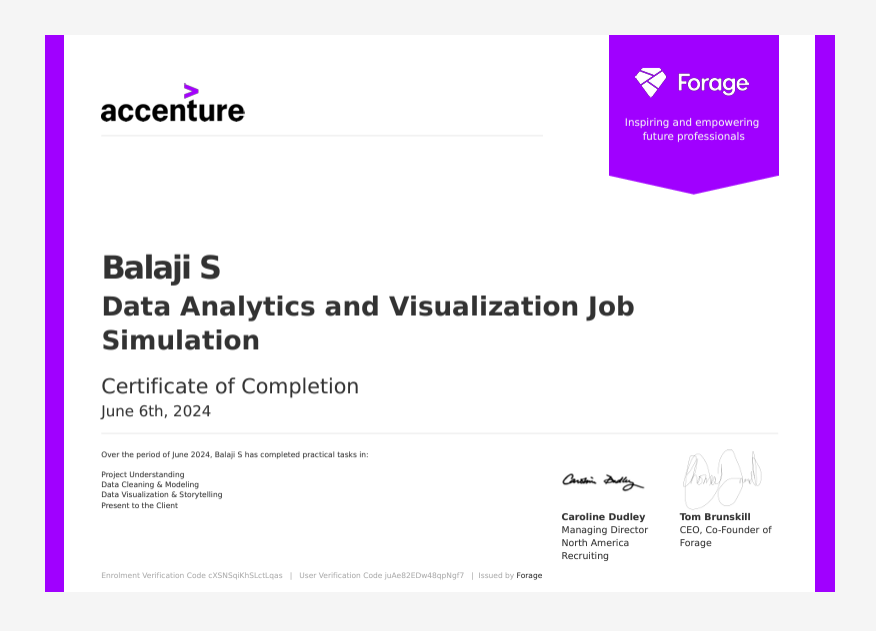 accenture
Forage
Inspiring and empowering
future professionals
Balaji S
Data Analytics and Visualization Job
Simulation
Certificate of Completion
June 6th, 2024
Over the period of June 2024, Balaji S has completed practical tasks in:
Project Understanding
Data Cleaning & Modeling
Data Visualization & Storytelling
Present to the Client
Caroline Dudley
Caroline Dudley
Managing Director
North America
Recruiting
Tom Brunskill
CEO, Co-Founder of
Forage
Enrolment Verification Code cXSNSqiKhSLctLqas | User Verification Code juAe82EDw48qpNgf7 | Issued by Forage